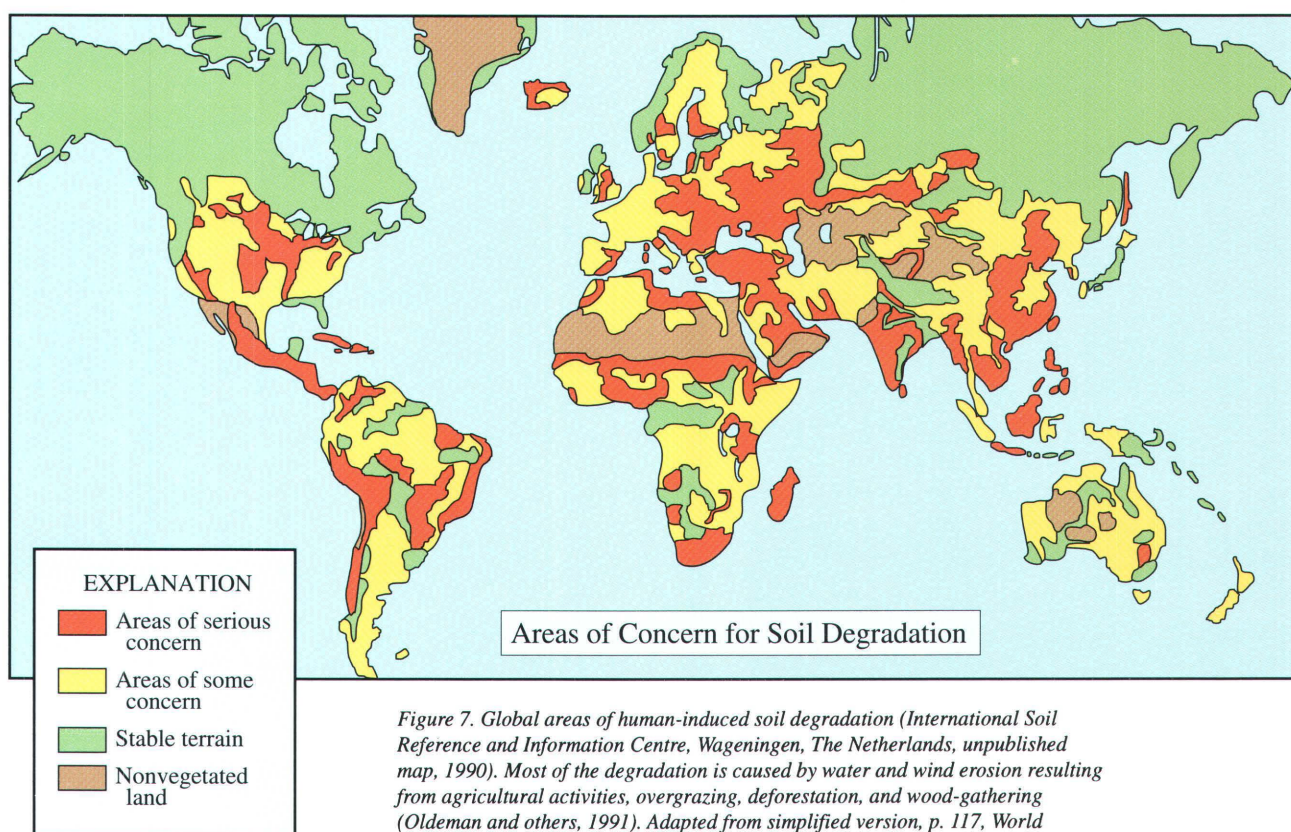 Areas of Concern for Soil Degradation
EXPLANATION
Areas of serious
concern
Areas of some
concern
Stable terrain
Nonvegetated
land
Figure 7. Global areas of human-induced soil degradation (International Soil
Reference and Information Centre, Wageningen, The Netherlands, unpublished
map, 1990). Most of the degradation is caused by water and wind erosion resulting
from agricultural activities, overgrazing, deforestation, and wood-gathering
(Oldeman and others, 1991). Adapted from simplified version, p. 117, World